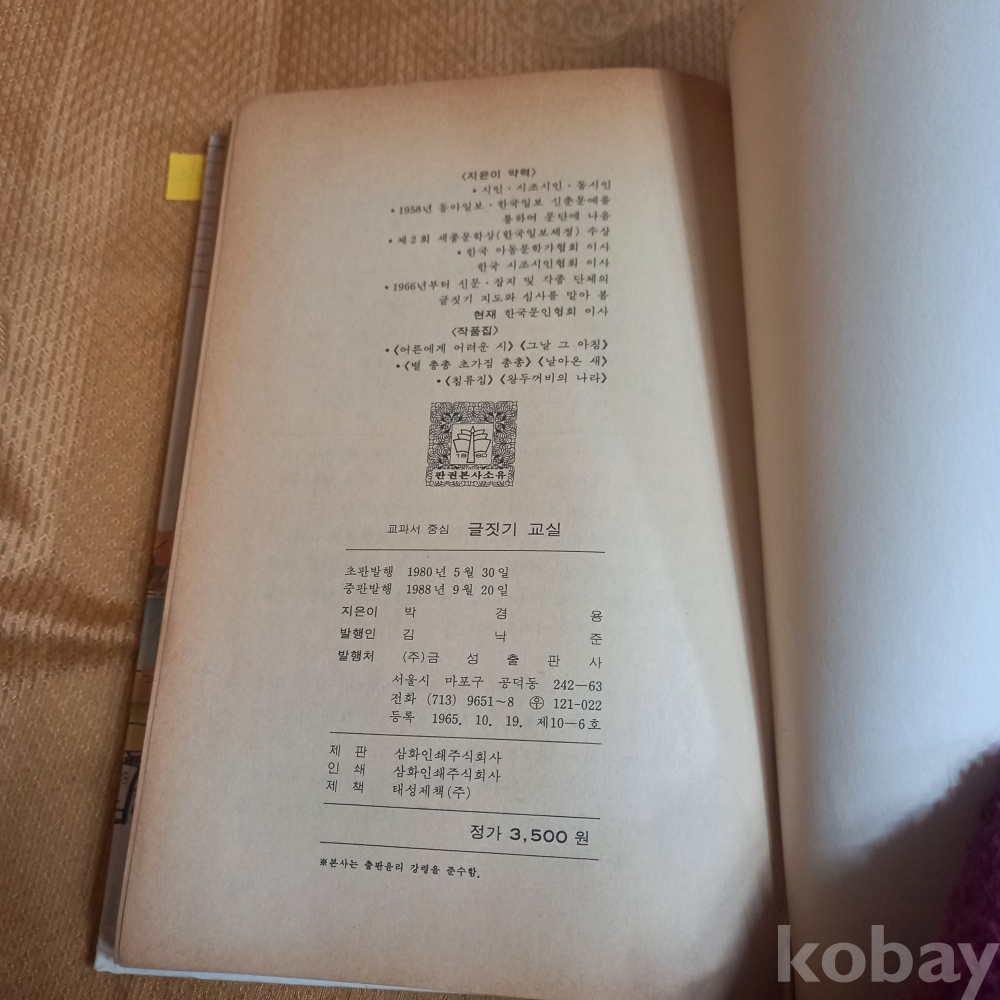 〈지은이 약력〉
• 시인 · 시조시인 · 동시인
• 1958년 동아일보 · 한국일보 신춘문예를
통하여 문단에 나옴
• 제2회 세종문학상(한국일보제정) 수상
• 한국 아동문학가협회 이사
한국 시조시인협회 이사
• 1966년부터 신문 · 잡지 및 각종 단체의
글짓기 지도와 심사를 맡아 봄
현재 한국문인협회 이사
〈작품집〉
• 《어른에게 어려운 시》 《그날 그 아침》
• 《별 총총 초가집 총총》 《날아온 새》
• 《침류집》 《왕두꺼비의 나라》
19 80
판권본사소유
교과서 중심 글짓기 교실
초판발행 1980년 5월 30일
중판발행 1988년 9월 20일
지은이 박 경 용
발행인 김 낙 준
발행처 (주)금 성 출 판 사
서울시 마포구 공덕동 242—63
전화 (713) 9651~8 ㉾ 121-022
등록 1965. 10. 19. 제10—6호
제 판 삼화인쇄주식회사
인 쇄 삼화인쇄주식회사
제 책 태성제책(주)
정가 3,500 원
※본사는 출판윤리 강령을 준수함.
kobay